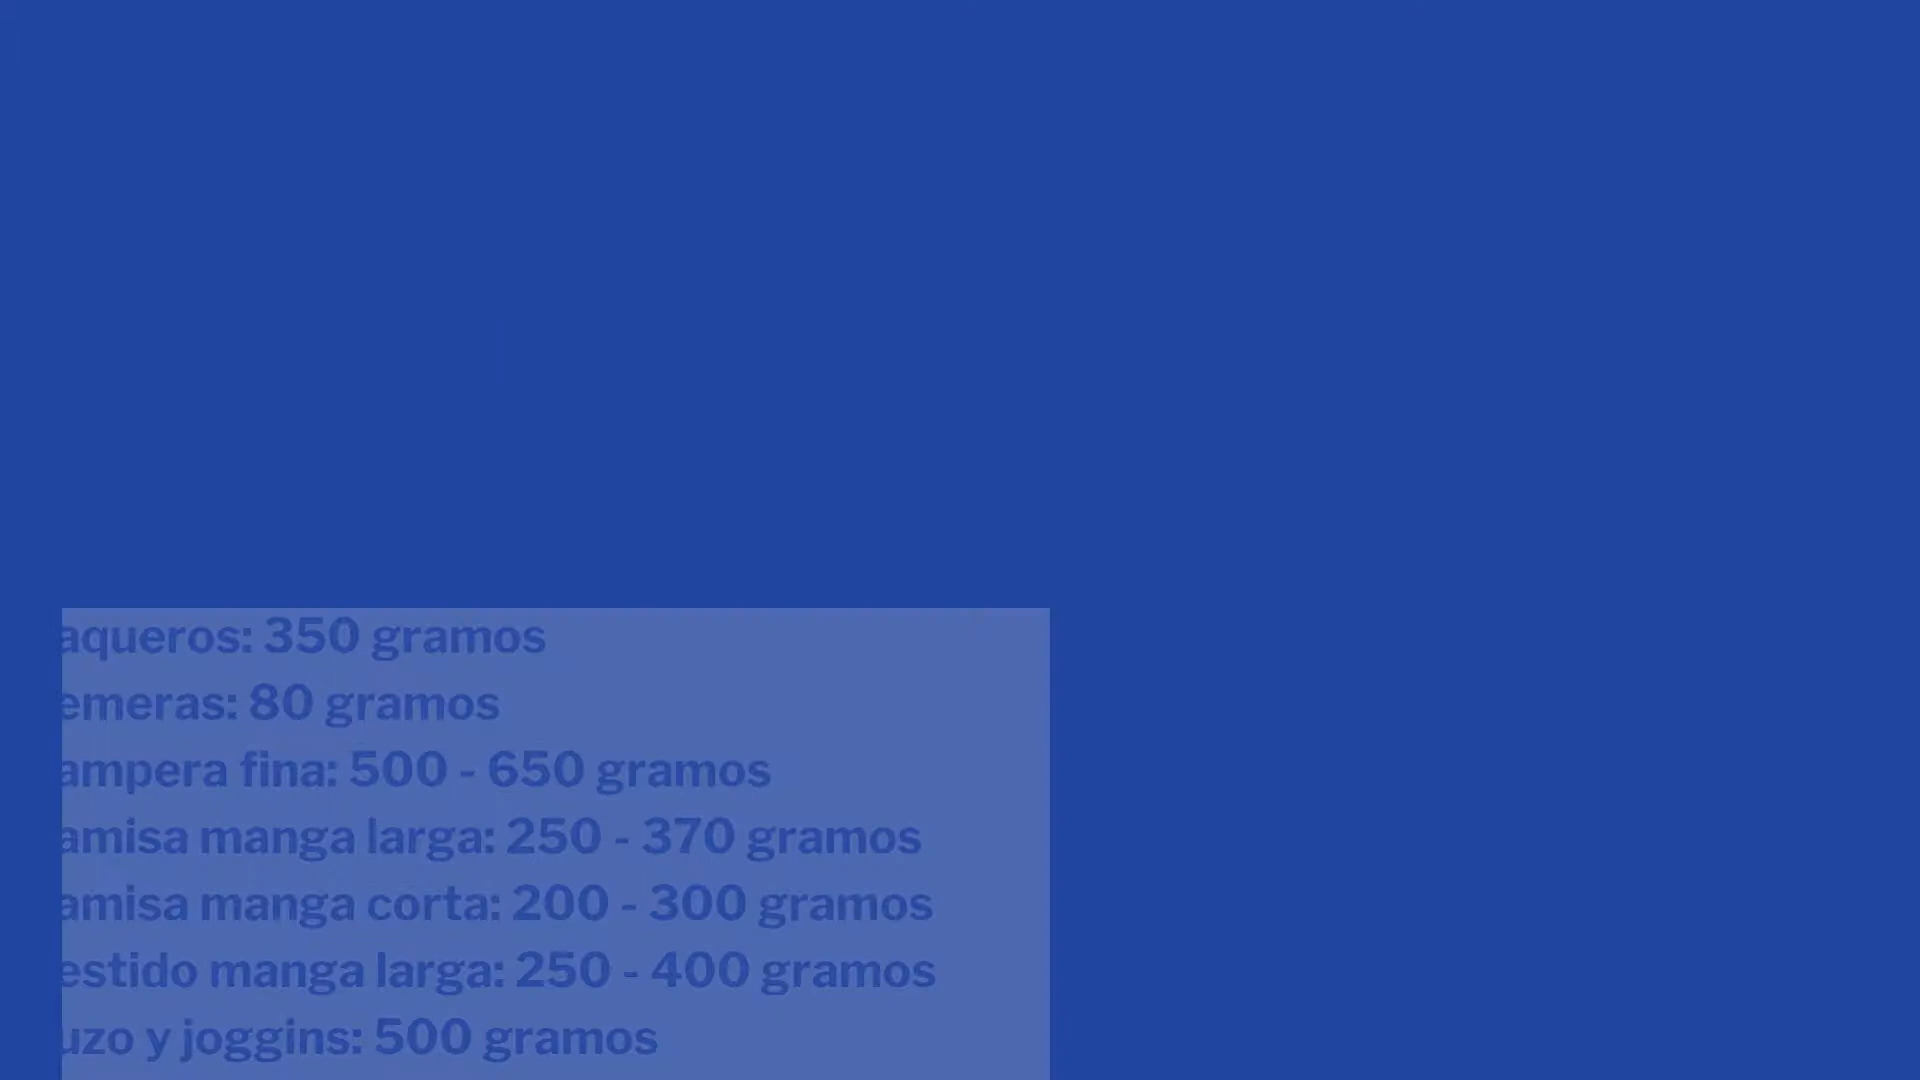 aqueros: 350 gramos
emeras: 80 gramos
ampera fina: 500 - 650 gramos
amisa manga larga: 250 - 370 gramos
amisa manga corta: 200 - 300 gramos
estido manga larga: 250 - 400 gramos
uzo y joggins: 500 gramos